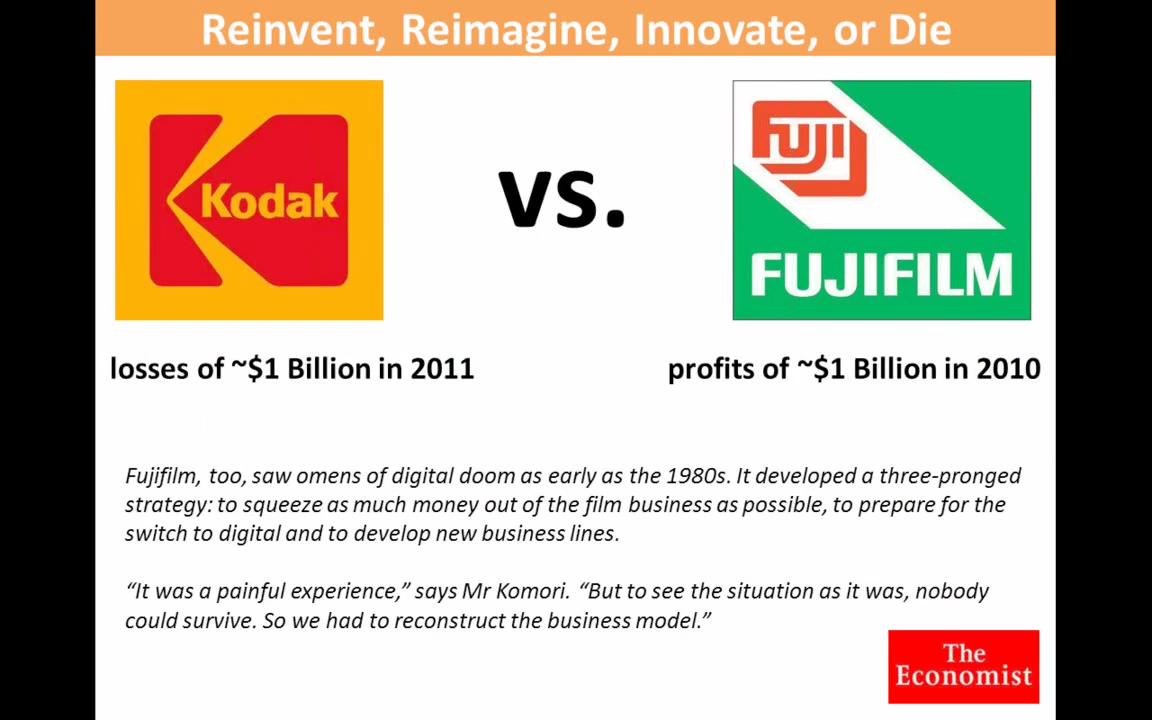 Reinvent, Reimagine, Innovate, or Die
Kodak
vs.
FUJI
FUJIFILM
losses of ~$1 Billion in 2011
profits of ~$1 Billion in 2010
Fujifilm, too, saw omens of digital doom as early as the 1980s. It developed a three-pronged
strategy: to squeeze as much money out of the film business as possible, to prepare for the
switch to digital and to develop new business lines.
“It was a painful experience,” says Mr Komori. “But to see the situation as it was, nobody
could survive. So we had to reconstruct the business model.”
The
Economist